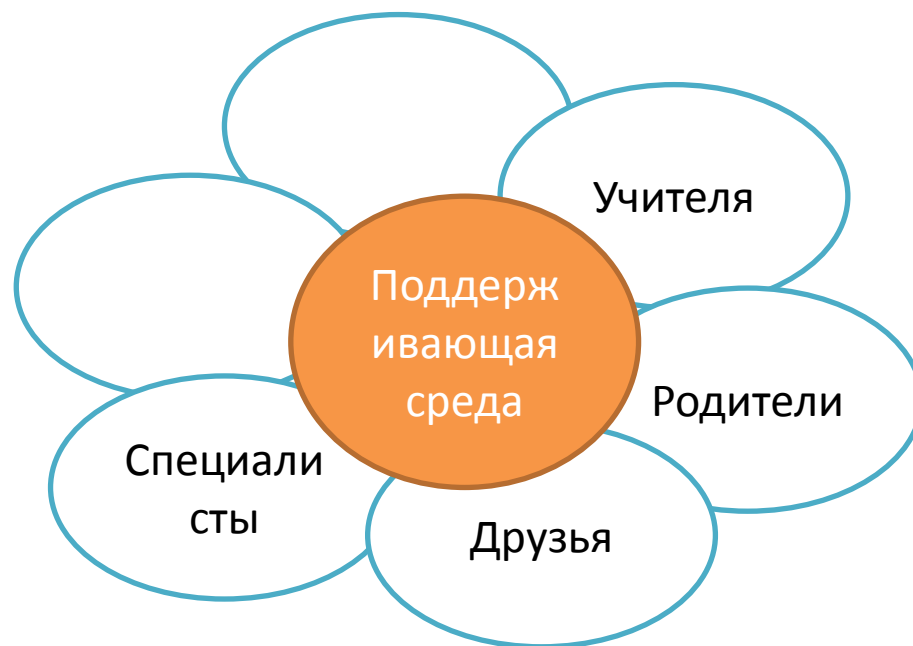 Учителя
Поддерж
ивающая
среда
Родители
Специали
сты
Друзья